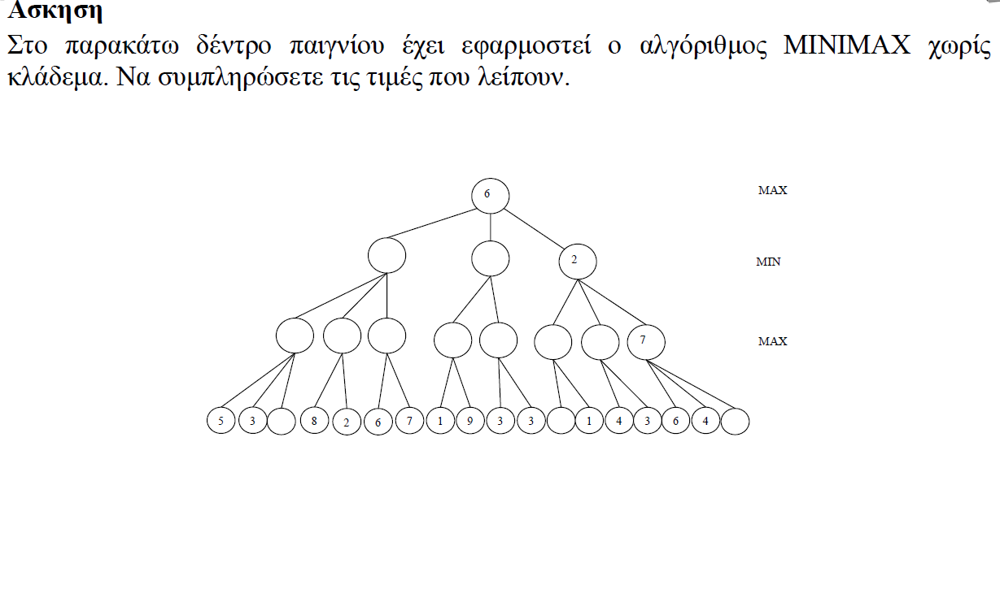 Άσκηση
Στο παρακάτω δέντρο παιγνίου έχει εφαρμοστεί ο αλγόριθμος MINIMAX χωρίς
κλάδεμα. Να συμπληρώσετε τις τιμές που λείπουν.
6 MAX
2 MIN
7 MAX
5 3 8 2 6 7 1 9 3 3 1 4 3 6 4